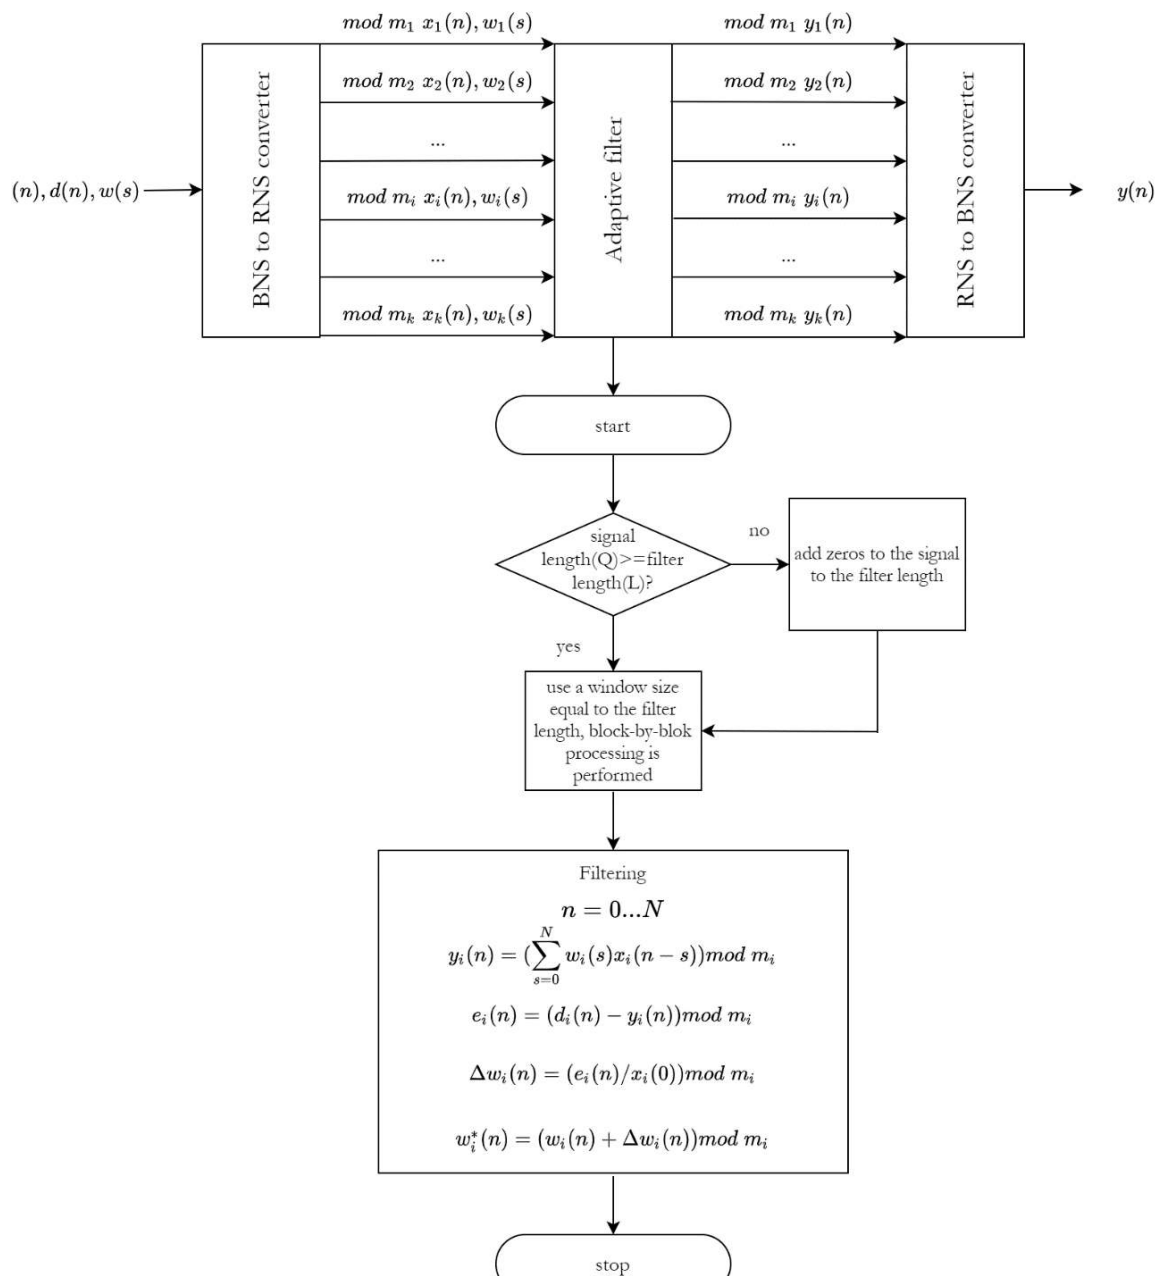 mod m₁ x₁(n), w₁(s)
mod m₁ y₁(n)
mod m₂ x₂(n), w₂(s)
mod m₂ y₂(n)
...
...
(n), d(n), w(s)
BNS to RNS converter
mod mᵢ xᵢ(n), wᵢ(s)
Adaptive filter
mod mᵢ yᵢ(n)
RNS to BNS converter
y(n)
...
...
mod mₖ xₖ(n), wₖ(s)
mod mₖ yₖ(n)
start
signal
length(Q)>=filter
length(L)?
no
add zeros to the signal
to the filter length
yes
use a window size
equal to the filter
length, block-by-blok
processing is
performed
Filtering
n = 0...N
yᵢ(n) = (∑_{s=0}^{N} wᵢ(s)xᵢ(n − s))mod mᵢ
eᵢ(n) = (dᵢ(n) − yᵢ(n))mod mᵢ
Δwᵢ(n) = (eᵢ(n)/xᵢ(0))mod mᵢ
wᵢ*(n) = (wᵢ(n) + Δwᵢ(n))mod mᵢ
stop